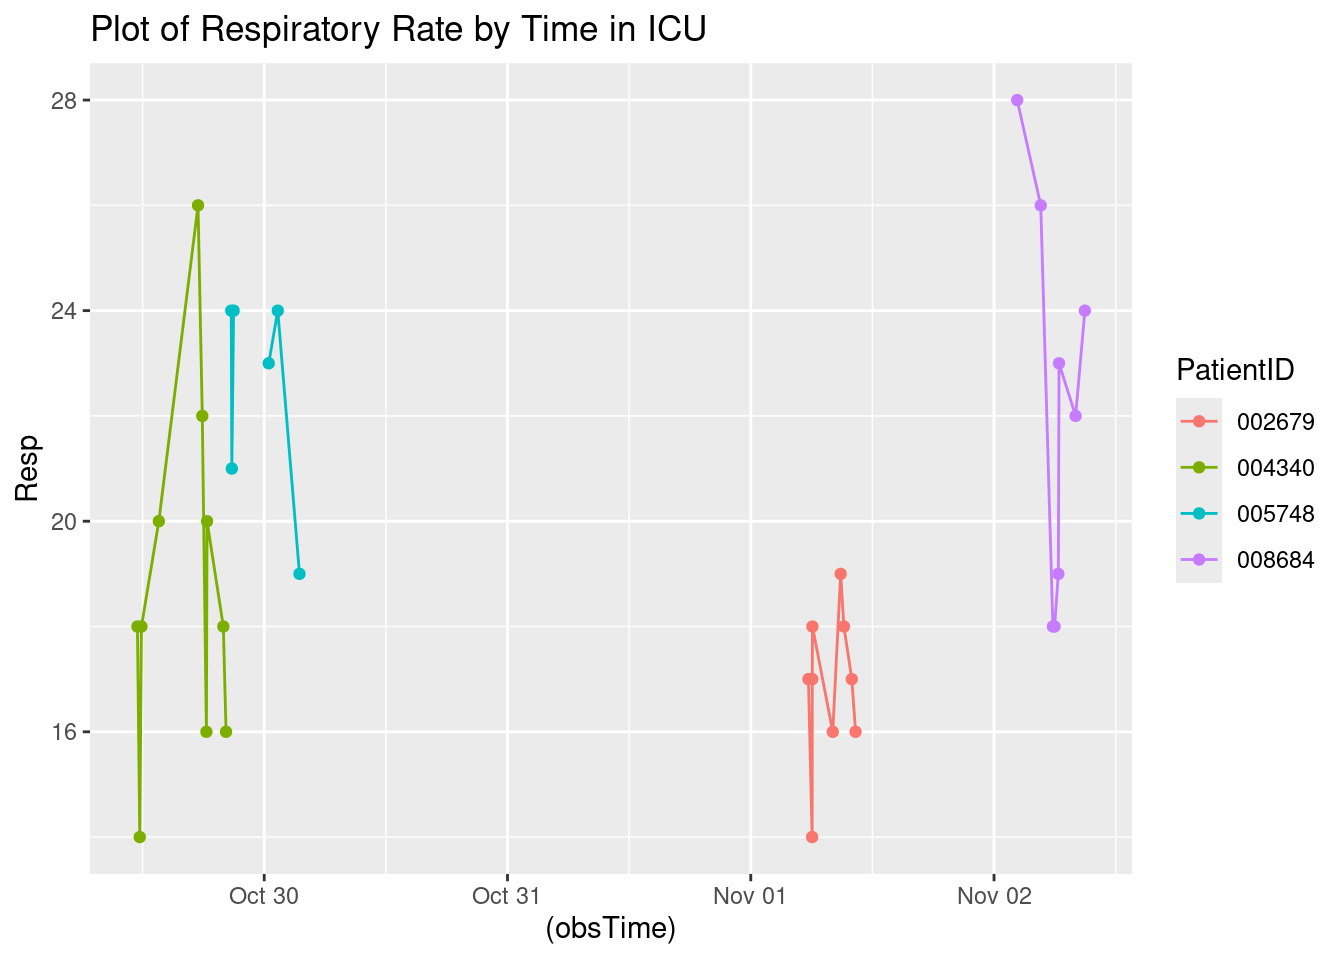 Plot of Respiratory Rate by Time in ICU
28
24
20
16
Resp
Oct 30
Oct 31
Nov 01
Nov 02
(obsTime)
PatientID
002679
004340
005748
008684